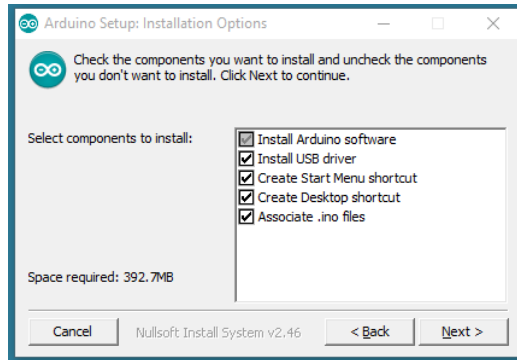 Arduino Setup: Installation Options
Check the components you want to install and uncheck the components
you don't want to install. Click Next to continue.
Select components to install:
Install Arduino software
Install USB driver
Create Start Menu shortcut
Create Desktop shortcut
Associate .ino files
Space required: 392.7MB
Cancel
Nullsoft Install System v2.46
< Back
Next >